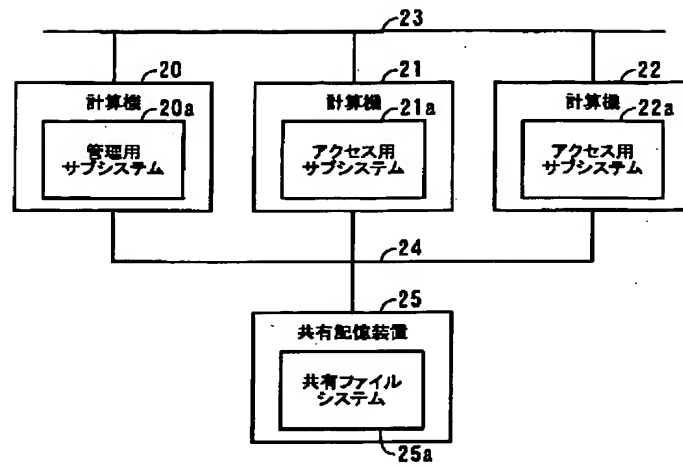 23
20
21
22
計算機
計算機
計算機
20a
21a
22a
管理用
サブシステム
アクセス用
サブシステム
アクセス用
サブシステム
24
25
共有記憶装置
共有ファイル
システム
25a